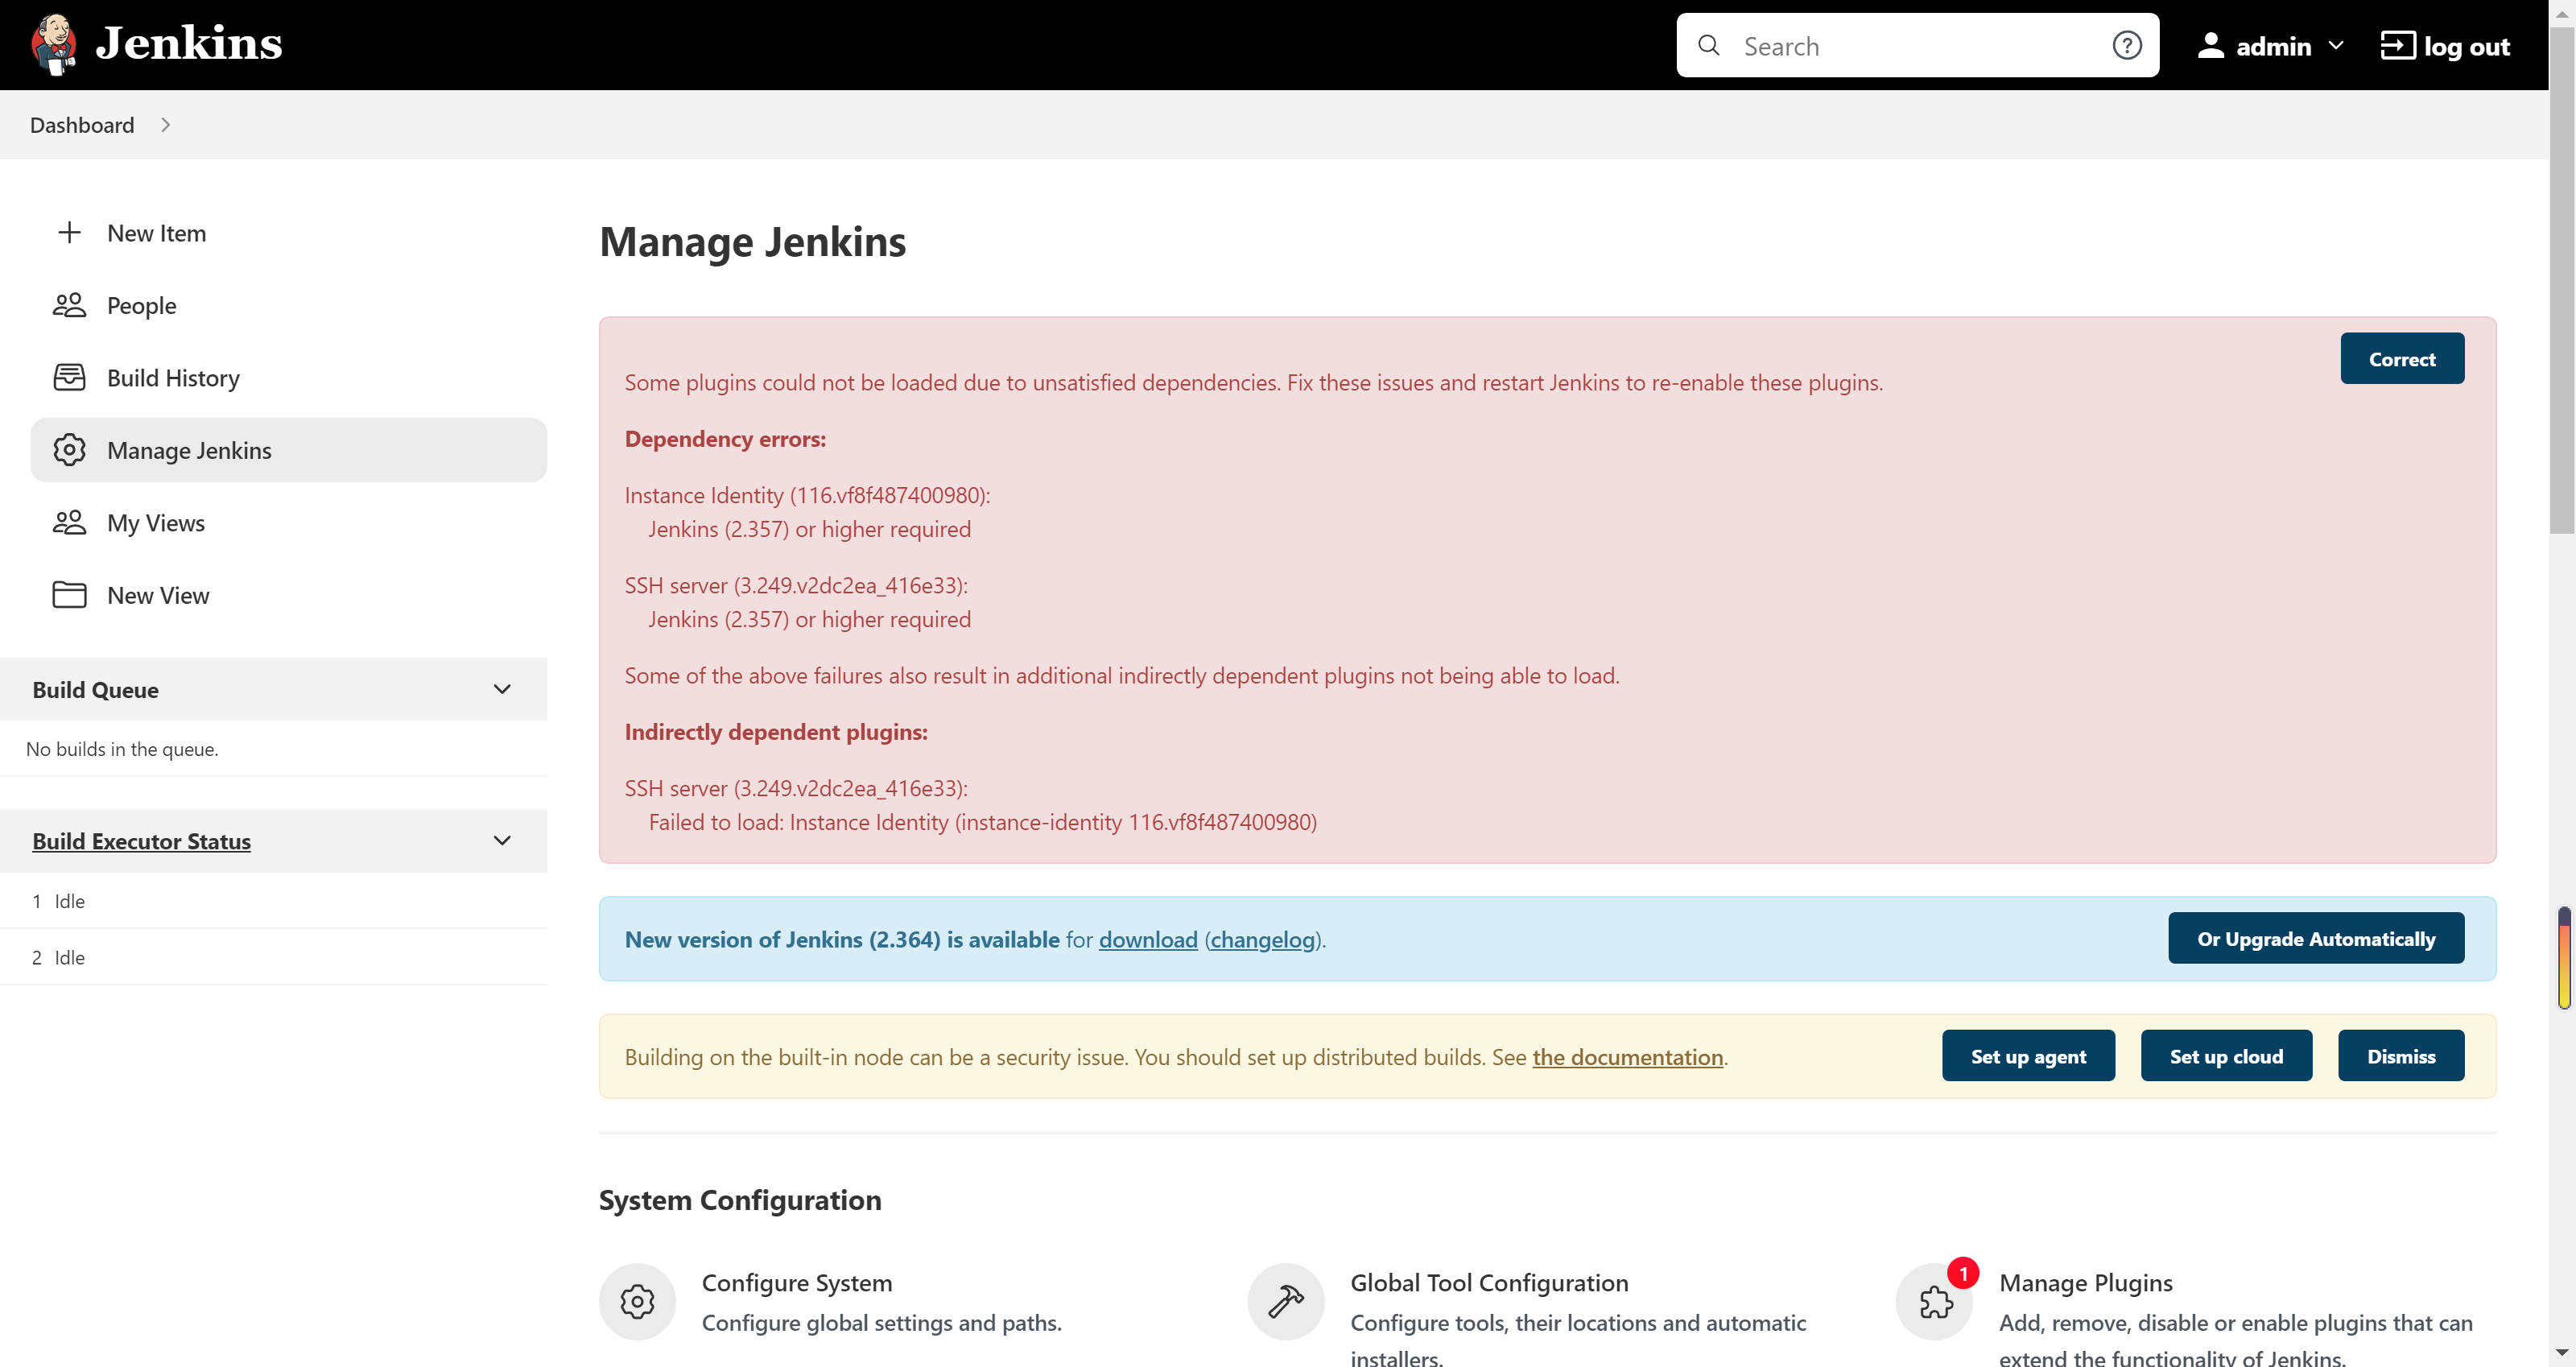 Jenkins
Search
admin
log out
Dashboard
New Item
People
Build History
Manage Jenkins
My Views
New View
Build Queue
No builds in the queue.
Build Executor Status
1 Idle
2 Idle
Manage Jenkins
Correct
Some plugins could not be loaded due to unsatisfied dependencies. Fix these issues and restart Jenkins to re-enable these plugins.
Dependency errors:
Instance Identity (116.vf8f487400980):
Jenkins (2.357) or higher required
SSH server (3.249.v2dc2ea_416e33):
Jenkins (2.357) or higher required
Some of the above failures also result in additional indirectly dependent plugins not being able to load.
Indirectly dependent plugins:
SSH server (3.249.v2dc2ea_416e33):
Failed to load: Instance Identity (instance-identity 116.vf8f487400980)
New version of Jenkins (2.364) is available for download (changelog).
Or Upgrade Automatically
Building on the built-in node can be a security issue. You should set up distributed builds. See the documentation.
Set up agent
Set up cloud
Dismiss
System Configuration
Configure System
Configure global settings and paths.
Global Tool Configuration
Configure tools, their locations and automatic
installers.
1
Manage Plugins
Add, remove, disable or enable plugins that can
extend the functionality of Jenkins.